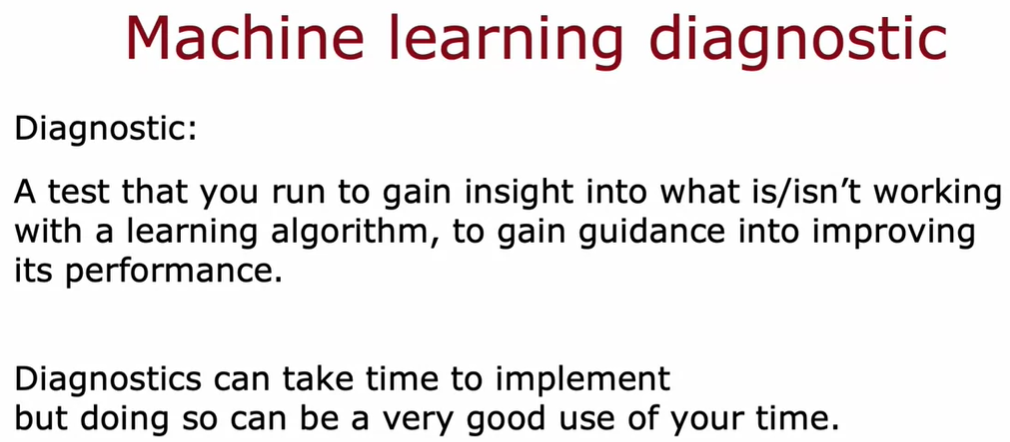 Machine learning diagnostic
Diagnostic:
A test that you run to gain insight into what is/isn’t working
with a learning algorithm, to gain guidance into improving
its performance.
Diagnostics can take time to implement
but doing so can be a very good use of your time.